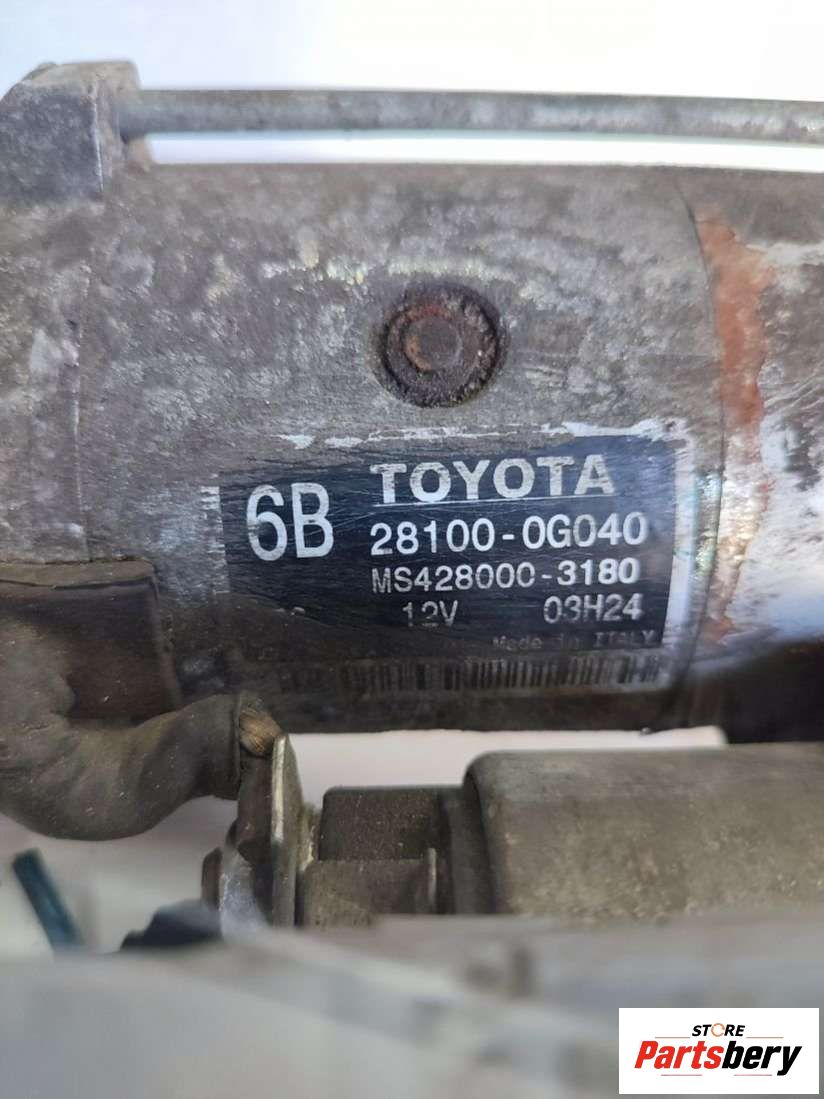 6B
TOYOTA
28100-0G040
MS428000-3180
12V 03H24
Made in ITALY
STORE
Partsbery